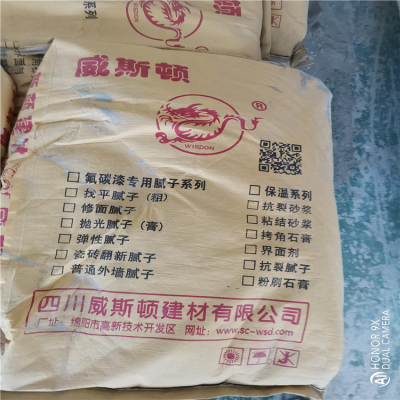 威斯顿
®
WISDON
氟碳漆专用腻子系列
找平腻子（粗）
修面腻子
抛光腻子（膏）
弹性腻子
瓷砖翻新腻子
普通外墙腻子
保温系列
抗裂砂浆
粘结砂浆
拷角石膏
界面剂
抗裂腻子
粉刷石膏
四川威斯顿建材有限公司
厂址：绵阳市高新技术开发区 网址：www.sc-wsd.com
HONOR 9X
DUAL CAMERA